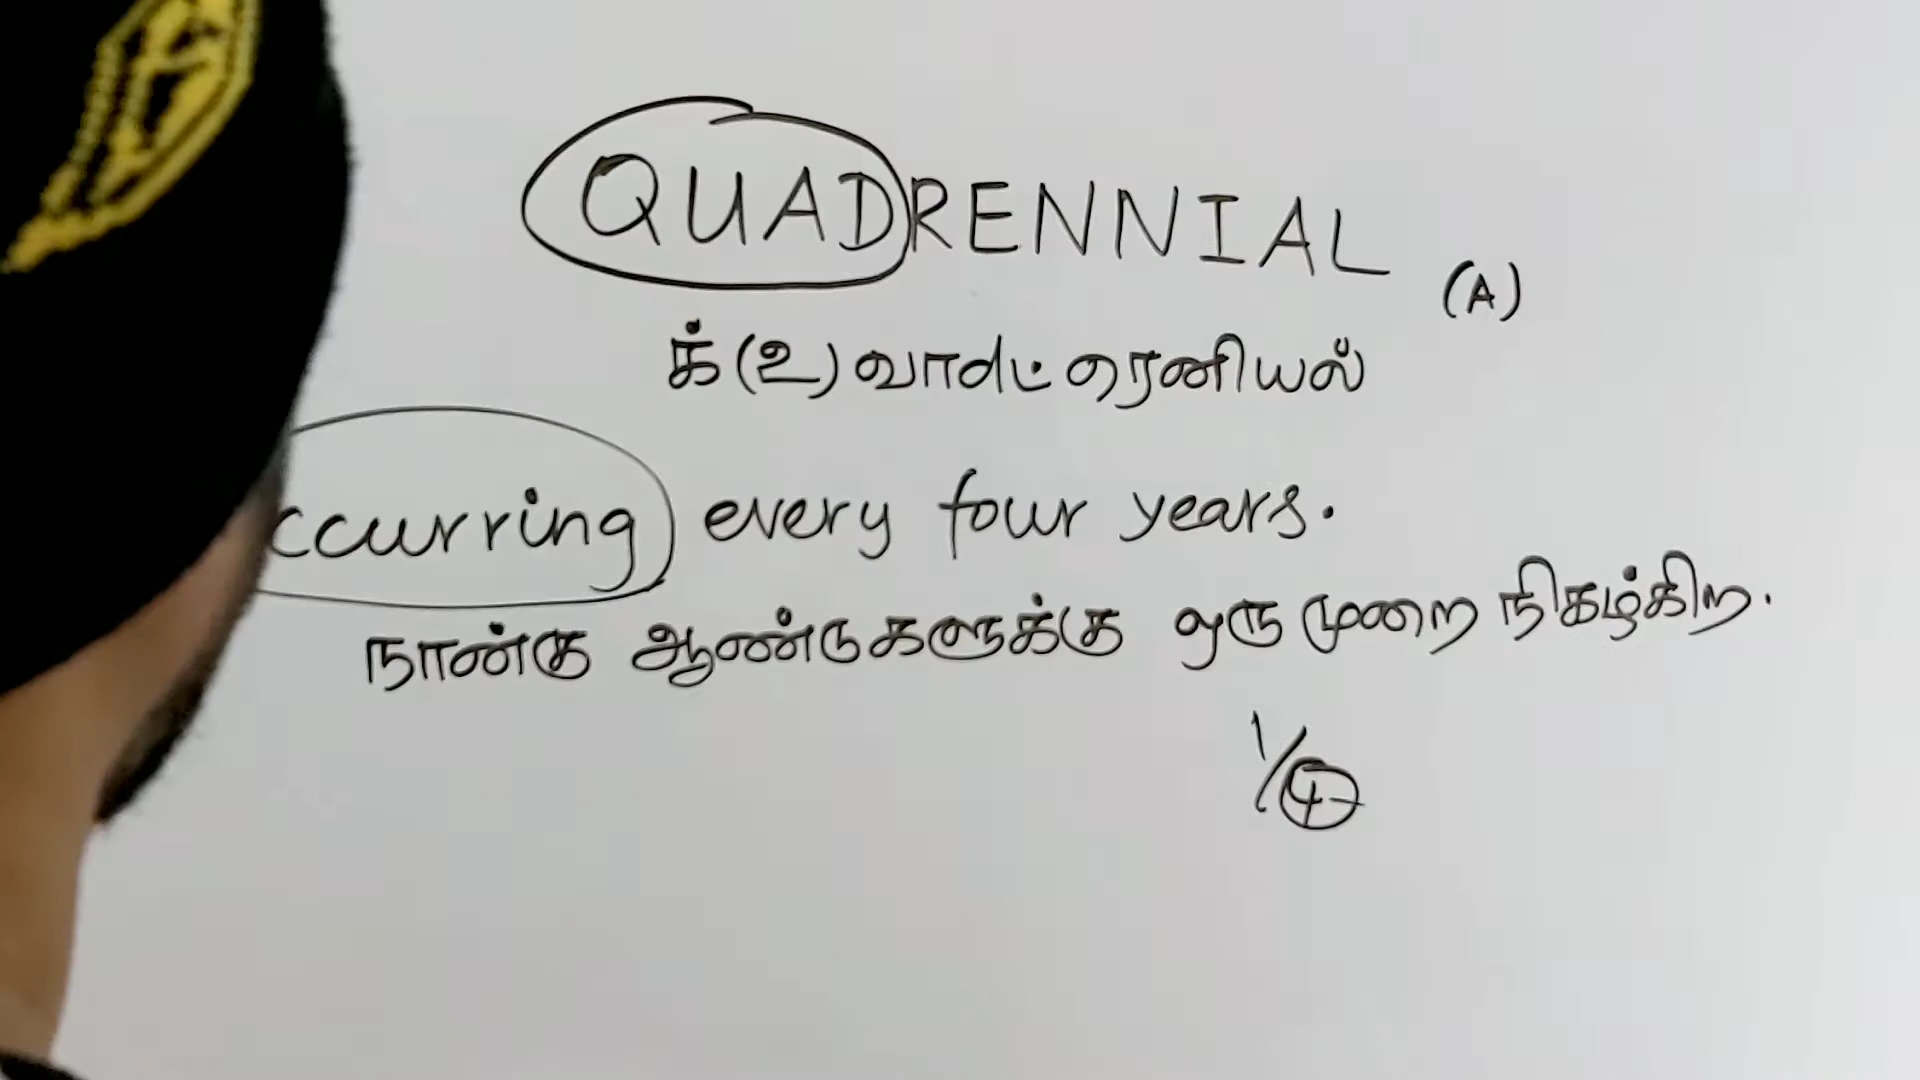 QUADRENNIAL (A)
க்(உ)வாட்ரெனியல்
ccurring every four years.
நான்கு ஆண்டுகளுக்கு ஒரு முறை நிகழ்கிற.
1/4